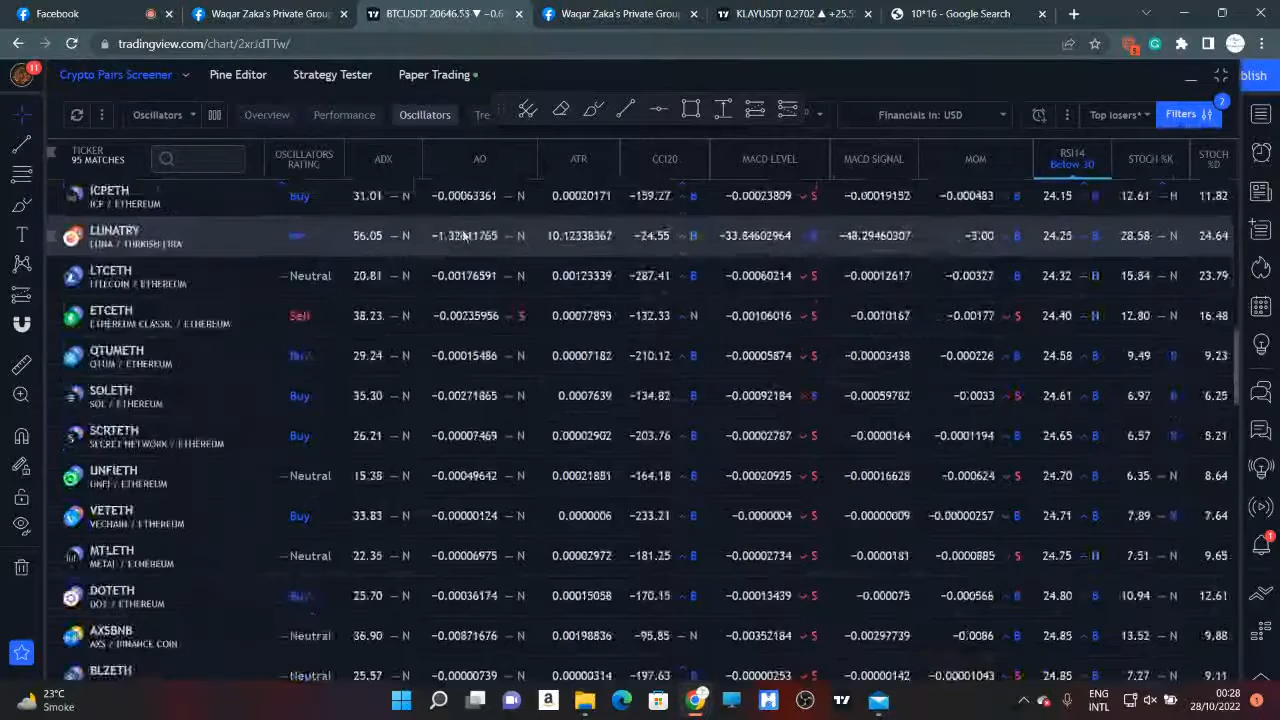 Facebook
Waqar Zaka's Private Grou
BTCUSDT 20646.55 ▼ −0.6
Waqar Zaka's Private Group
KLAYUSDT 0.2702 ▲ +25.5
10*16 - Google Search
tradingview.com/chart/2xrJdTTw/
5
11
Crypto Pairs Screener
Pine Editor
Strategy Tester
Paper Trading
blish
Oscillators
Overview
Performance
Oscillators
Tre
Financials in: USD
Top losers*
Filters
7
TICKER
95 MATCHES
OSCILLATORS
RATING
ADX
AO
ATR
CCI20
MACD LEVEL
MACD SIGNAL
MOM
RSI14
Below 30
STOCH %K
STOCH
%D
ICPETH
ICP / ETHEREUM
Buy 31.01 — N −0.00063361 — N 0.00020171 −159.27 B −0.00023809 S −0.00019152 −0.000483 B 24.15 B 12.61 N 11.82
LUNATRY
LUNA / TURKISH LIRA
56.05 — N — N 10.12338367 −24.55 −33.84602964 −48.29460307 −3.00 B 24.25 B 28.58 — N 24.64
LTCETH
LITECOIN / ETHEREUM
— Neutral 20.81 — N −0.00176591 — N 0.00123339 −287.41 B −0.00060214 S −0.00012617 −0.00327 B 24.32 15.84 — N 23.79
ETCETH
ETHEREUM CLASSIC / ETHEREUM
Sell 38.23 — N −0.00235956 S 0.00077893 −132.33 N −0.00106016 S −0.0010167 −0.00177 S 24.40 12.80 — N 16.48
QTUMETH
QTUM / ETHEREUM
29.24 — N −0.00015486 — N 0.00007182 −210.12 B −0.00005874 S −0.00003438 −0.000226 B 24.58 B 9.49 9.23
SOLETH
SOL / ETHEREUM
Buy 35.30 — N −0.00271865 — N 0.0007639 −134.82 B −0.00092184 −0.00059782 −0.0033 S 24.61 B 6.97 6.25
SCRTETH
SECRET NETWORK / ETHEREUM
Buy 26.21 — N −0.00007469 — N 0.00002902 −203.76 B −0.00002787 S −0.0000164 −0.0001194 B 24.65 B 6.57 8.21
UNFIETH
UNFI / ETHEREUM
— Neutral 15.38 — N −0.00049642 — N 0.00021881 −164.18 B −0.00020925 S −0.00016628 −0.000624 S 24.70 B 6.35 — N 8.64
VETETH
VECHAIN / ETHEREUM
Buy 33.83 — N −0.00000124 — N 0.0000006 −233.21 B −0.0000004 S −0.00000009 −0.00000257 B 24.71 B 7.89 7.64
MTLETH
METAL / ETHEREUM
— Neutral 22.35 — N −0.00006975 — N 0.00002972 −181.25 B −0.00002734 S −0.0000181 −0.0000885 S 24.75 7.51 — N 9.65
DOTETH
DOT / ETHEREUM
25.70 — N −0.00036174 — N 0.00015058 −170.15 B −0.00013439 S −0.000075 −0.000568 B 24.80 B 10.94 — N 12.61
AXSBNB
AXS / BINANCE COIN
— Neutral 36.90 — N −0.00871676 — N 0.00198836 −95.85 — N −0.00352184 S −0.00297739 −0.0086 B 24.85 B 13.52 — N 9.88
BLZETH
— Neutral 25.57 — N −0.00000730 — N 0.00000314 −197.63 B −0.00000253 S −0.00000142 −0.00001043 S 24.85 B 7.27 — N 9.11
23°C
Smoke
ENG
INTL
00:28
28/10/2022
1